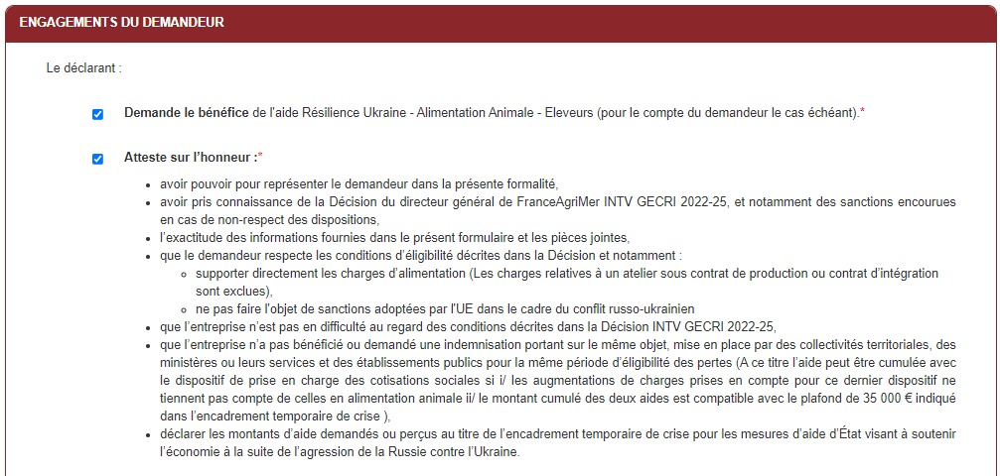 ENGAGEMENTS DU DEMANDEUR
Le déclarant :
Demande le bénéfice de l'aide Résilience Ukraine - Alimentation Animale - Eleveurs (pour le compte du demandeur le cas échéant).*
Atteste sur l’honneur :*
avoir pouvoir pour représenter le demandeur dans la présente formalité,
avoir pris connaissance de la Décision du directeur général de FranceAgriMer INTV GECRI 2022-25, et notamment des sanctions encourues
en cas de non-respect des dispositions,
l’exactitude des informations fournies dans le présent formulaire et les pièces jointes,
que le demandeur respecte les conditions d’éligibilité décrites dans la Décision et notamment :
supporter directement les charges d’alimentation (Les charges relatives à un atelier sous contrat de production ou contrat d’intégration
sont exclues),
ne pas faire l’objet de sanctions adoptées par l’UE dans le cadre du conflit russo-ukrainien
que l’entreprise n’est pas en difficulté au regard des conditions décrites dans la Décision INTV GECRI 2022-25,
que l’entreprise n’a pas bénéficié ou demandé une indemnisation portant sur le même objet, mise en place par des collectivités territoriales, des
ministères ou leurs services et des établissements publics pour la même période d’éligibilité des pertes (A ce titre l’aide peut être cumulée avec
le dispositif de prise en charge des cotisations sociales si i/ les augmentations de charges prises en compte pour ce dernier dispositif ne
tiennent pas compte de celles en alimentation animale ii/ le montant cumulé des deux aides est compatible avec le plafond de 35 000 € indiqué
dans l’encadrement temporaire de crise ),
déclarer les montants d’aide demandés ou perçus au titre de l’encadrement temporaire de crise pour les mesures d’aide d’État visant à soutenir
l’économie à la suite de l’agression de la Russie contre l’Ukraine.